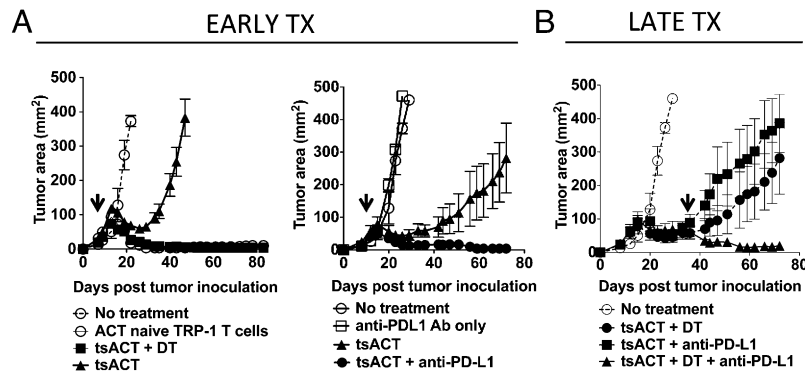 A
EARLY TX
B
LATE TX
Tumor area (mm²)
500
400
300
200
100
0
0
20
40
60
80
Days post tumor inoculation
No treatment
ACT naive TRP-1 T cells
tsACT + DT
tsACT
Tumor area (mm²)
500
400
300
200
100
0
0
20
40
60
80
Days post tumor inoculation
No treatment
anti-PDL1 Ab only
tsACT
tsACT + anti-PD-L1
Tumor area (mm²)
500
400
300
200
100
0
0
20
40
60
80
Days post tumor inoculation
No treatment
tsACT + DT
tsACT + anti-PD-L1
tsACT + DT + anti-PD-L1